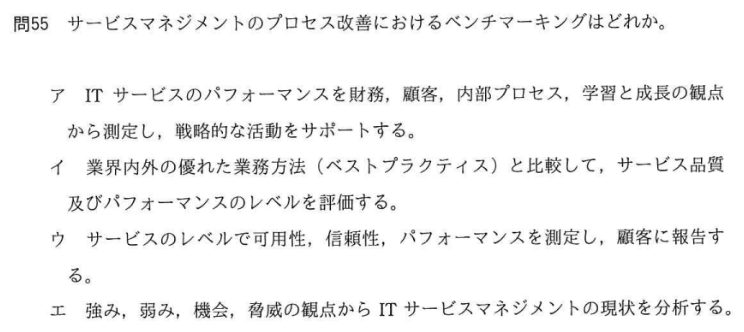 問55 サービスマネジメントのプロセス改善におけるベンチマーキングはどれか。
ア IT サービスのパフォーマンスを財務，顧客，内部プロセス，学習と成長の観点
から測定し，戦略的な活動をサポートする。
イ 業界内外の優れた業務方法（ベストプラクティス）と比較して，サービス品質
及びパフォーマンスのレベルを評価する。
ウ サービスのレベルで可用性，信頼性，パフォーマンスを測定し，顧客に報告す
る。
エ 強み，弱み，機会，脅威の観点から IT サービスマネジメントの現状を分析する。